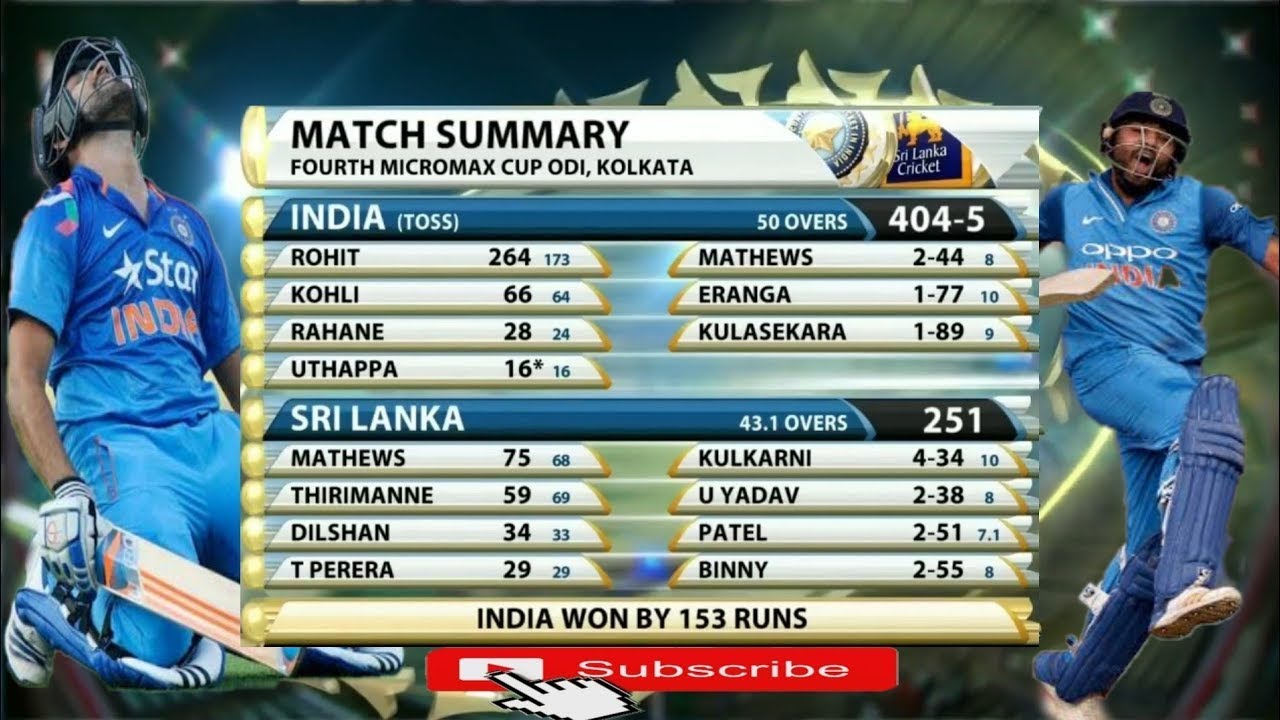 MATCH SUMMARY
FOURTH MICROMAX CUP ODI, KOLKATA
Sri Lanka
Cricket
INDIA (TOSS) 50 OVERS 404-5
ROHIT 264 173 MATHEWS 2-44 8
KOHLI 66 64 ERANGA 1-77 10
RAHANE 28 24 KULASEKARA 1-89 9
UTHAPPA 16* 16
SRI LANKA 43.1 OVERS 251
MATHEWS 75 68 KULKARNI 4-34 10
THIRIMANNE 59 69 U YADAV 2-38 8
DILSHAN 34 33 PATEL 2-51 7.1
T PERERA 29 29 BINNY 2-55 8
INDIA WON BY 153 RUNS
Subscribe
Star
INDIA
oppo
INDIA